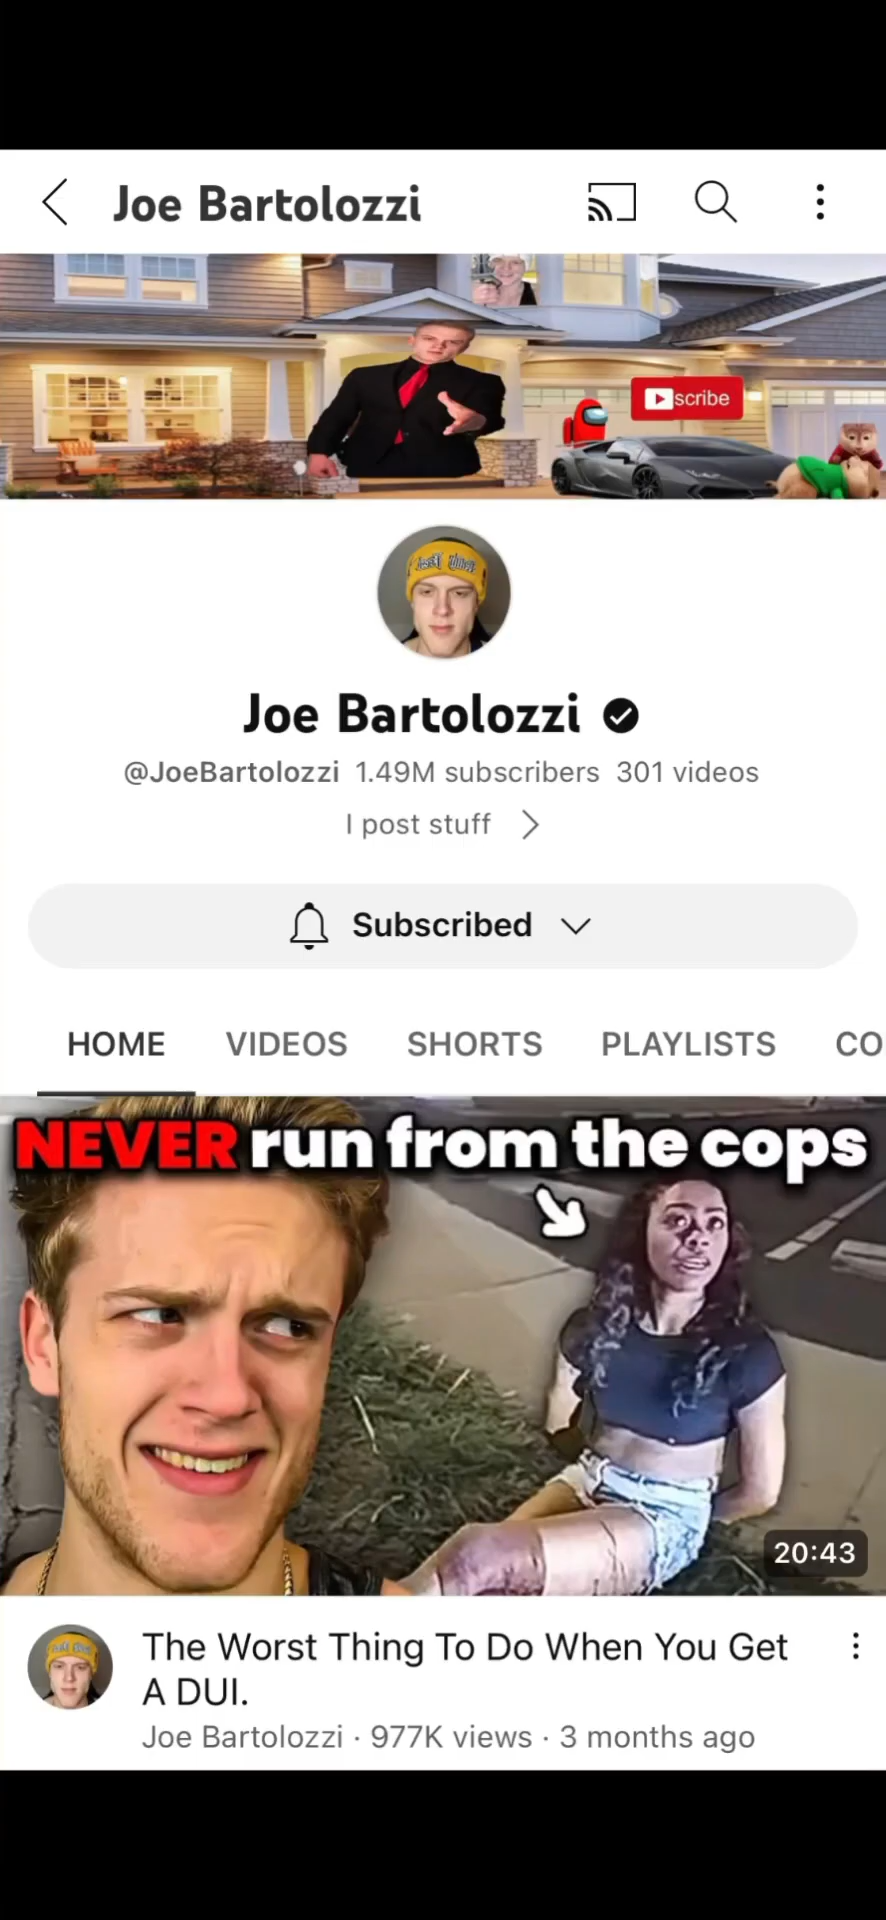 Joe Bartolozzi
scribe
Joe Bartolozzi
@JoeBartolozzi 1.49M subscribers 301 videos
I post stuff
Subscribed
HOME VIDEOS SHORTS PLAYLISTS CO
NEVER run from the cops
20:43
The Worst Thing To Do When You Get
A DUI.
Joe Bartolozzi · 977K views · 3 months ago